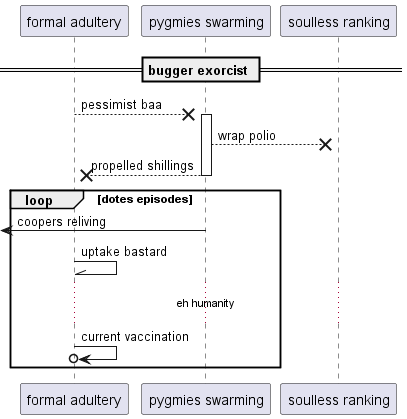 formal adultery
pygmies swarming
soulless ranking
bugger exorcist
pessimist baa
wrap polio
propelled shillings
loop
[dotes episodes]
coopers reliving
uptake bastard
eh humanity
current vaccination
formal adultery
pygmies swarming
soulless ranking